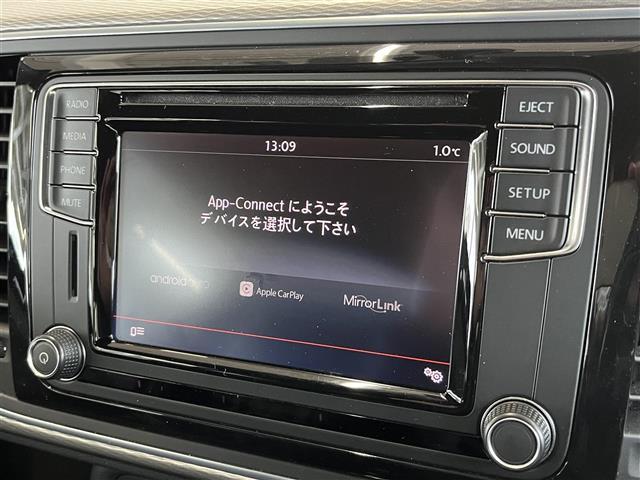 RADIO
MEDIA
PHONE
MUTE
13:09
1.0℃
App-Connect にようこそ
デバイスを選択して下さい
android auto
Apple CarPlay
MirrorLink
EJECT
SOUND
SETUP
MENU